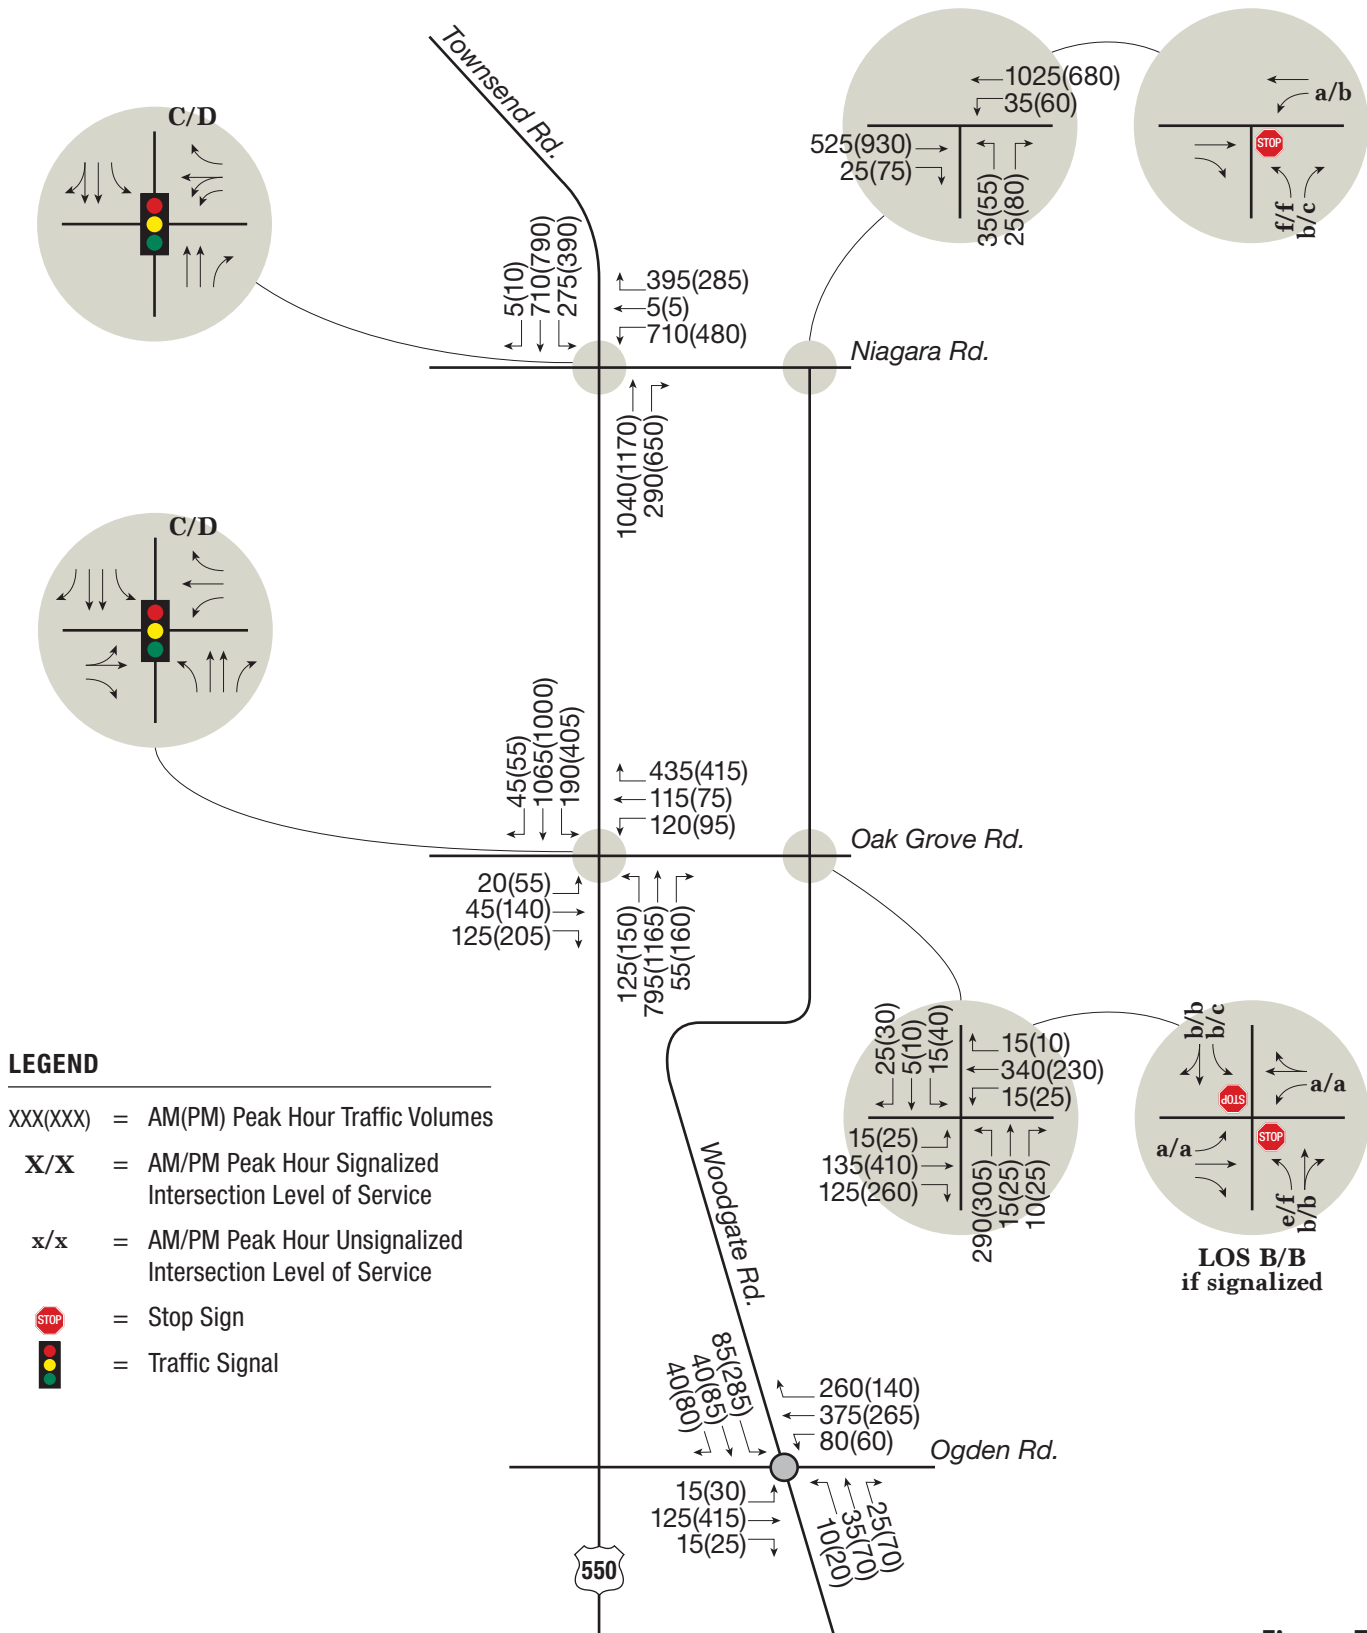 Townsend Rd.
1025(680)
35(60)
525(930)
25(75)
35(55)
25(80)
a/b
STOP
f/f
b/c
C/D
5(10)
710(790)
275(390)
395(285)
5(5)
710(480)
Niagara Rd.
1040(1170)
290(650)
C/D
45(55)
1065(1000)
190(405)
435(415)
115(75)
120(95)
Oak Grove Rd.
20(55)
45(140)
125(205)
125(150)
795(1165)
55(160)
25(30)
5(10)
15(40)
15(10)
340(230)
15(25)
15(25)
135(410)
125(260)
290(305)
15(25)
10(25)
b/b
b/c
a/a
STOP
STOP
a/a
e/f
b/b
LOS B/B
if signalized
LEGEND
XXX(XXX) = AM(PM) Peak Hour Traffic Volumes
X/X = AM/PM Peak Hour Signalized
Intersection Level of Service
x/x = AM/PM Peak Hour Unsignalized
Intersection Level of Service
STOP = Stop Sign
= Traffic Signal
Woodgate Rd.
40(80)
40(85)
85(285)
260(140)
375(265)
80(60)
Ogden Rd.
15(30)
125(415)
15(25)
10(20)
35(70)
25(70)
550